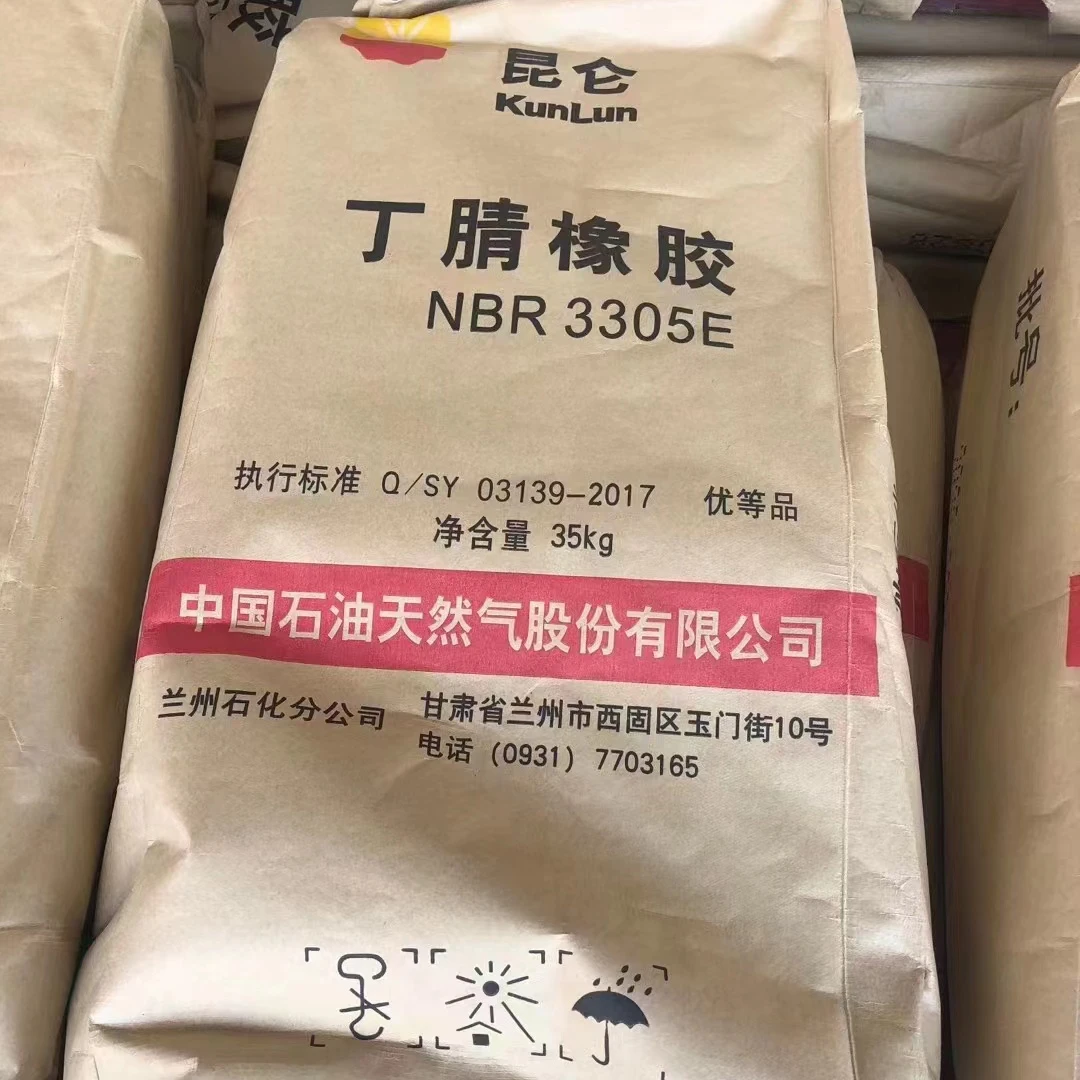 昆仑
KunLun
丁腈橡胶
NBR 3305E
执行标准 Q/SY 03139-2017 优等品
净含量 35kg
中国石油天然气股份有限公司
兰州石化分公司 甘肃省兰州市西固区玉门街10号
电话 (0931) 7703165
批号：